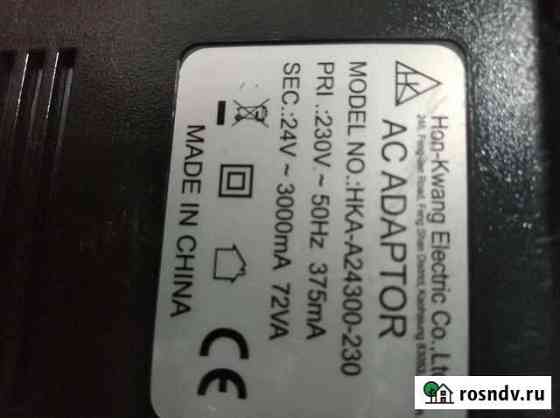 Hon-Kwang Electric Co.,Ltd
AC ADAPTOR
MODEL NO.:HKA-A24300-230
PRI .:230V ~ 50Hz 375mA
SEC.:24V ~ 3000mA 72VA
MADE IN CHINA
CE
rosndv.ru